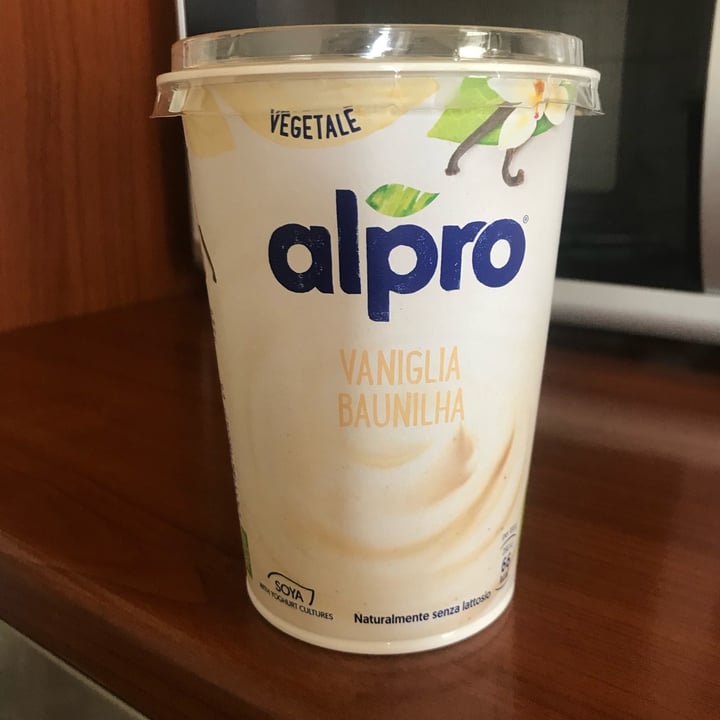 VEGETALE
alpro®
VANIGLIA
BAUNILHA
SOYA
WITH YOGHURT CULTURES
Naturalmente senza lattosio